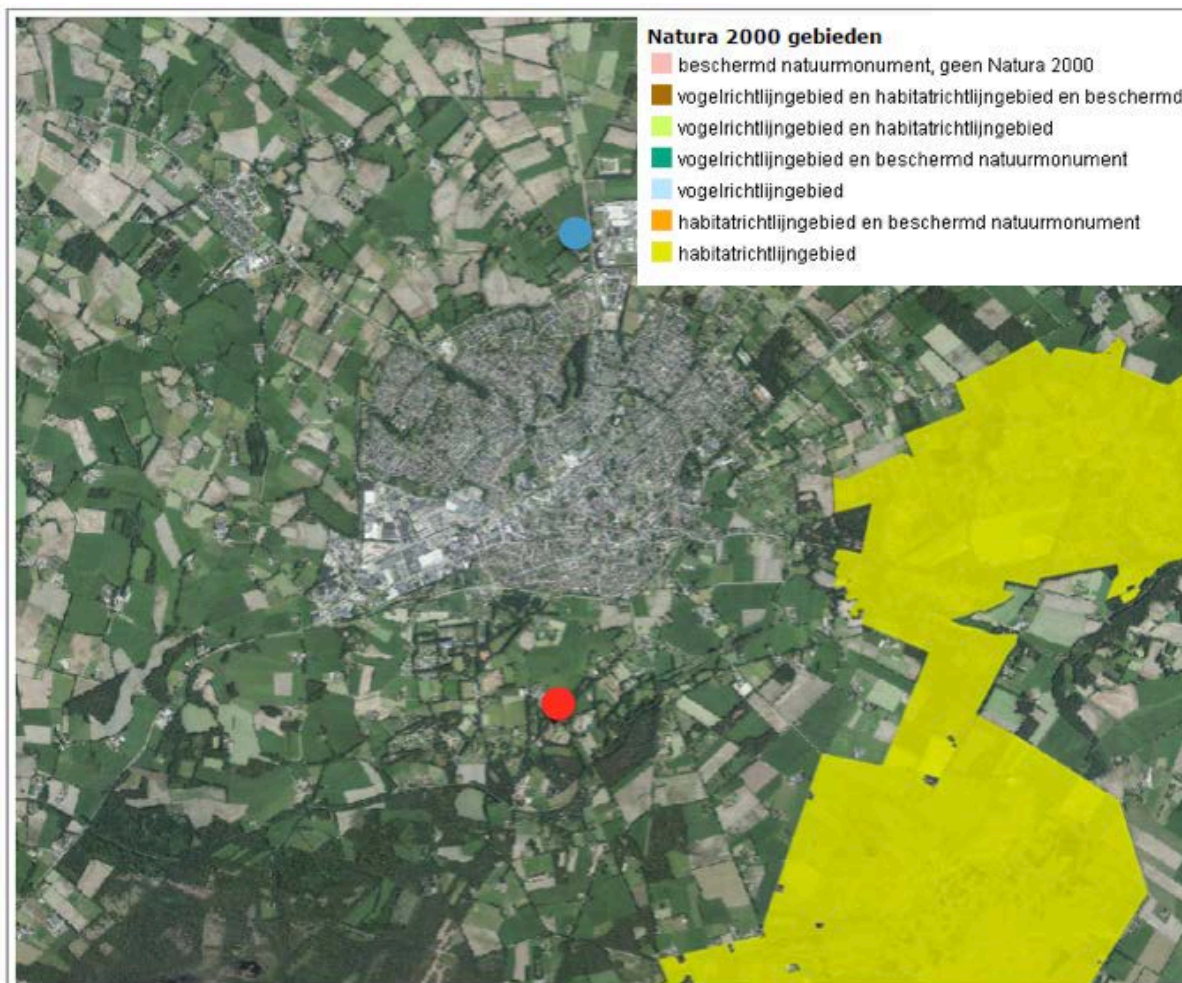 Natura 2000 gebieden
beschermd natuurmonument, geen Natura 2000
vogelrichtlijngebied en habitatrichtlijngebied en beschermd
vogelrichtlijngebied en habitatrichtlijngebied
vogelrichtlijngebied en beschermd natuurmonument
vogelrichtlijngebied
habitatrichtlijngebied en beschermd natuurmonument
habitatrichtlijngebied